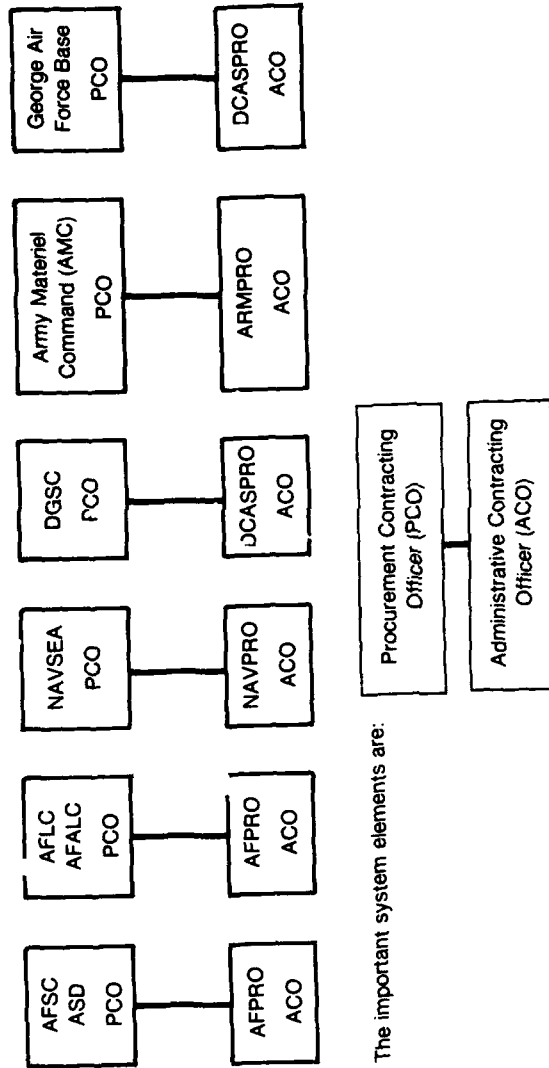 AFSC
ASD
PCO
AFPRO
ACO
AFLC
AFALC
PCO
AFPRO
ACO
NAVSEA
PCO
NAVPRO
ACO
DGSC
PCO
DCASPRO
ACO
Army Materiel
Command (AMC)
PCO
ARMPRO
ACO
George Air
Force Base
PCO
DCASPRO
ACO
The important system elements are:
Procurement Contracting
Officer (PCO)
Administrative Contracting
Officer (ACO)